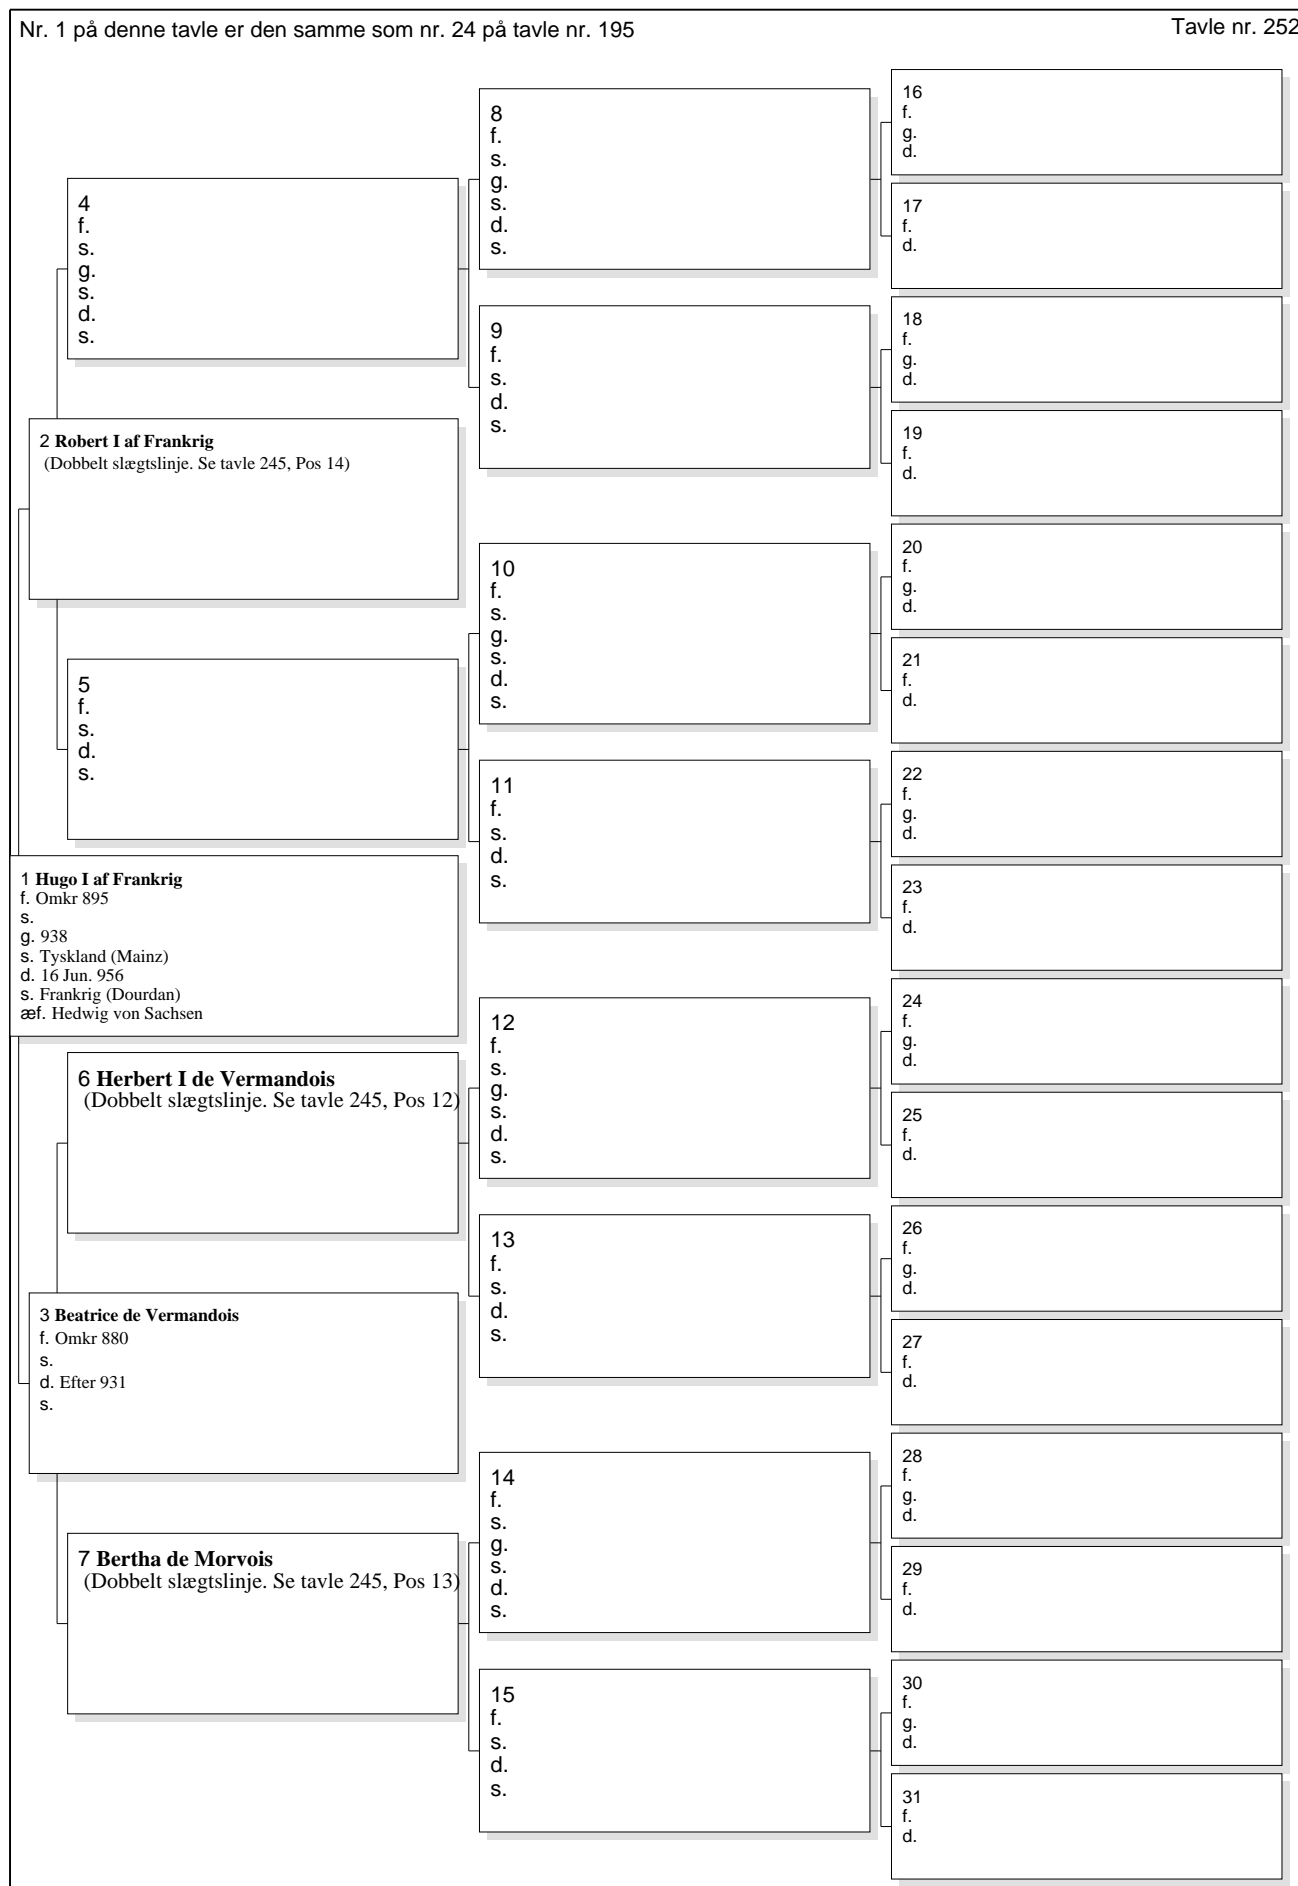 Nr. 1 på denne tavle er den samme som nr. 24 på tavle nr. 195
Tavle nr. 252
4
f.
s.
g.
s.
d.
s.
2 Robert I af Frankrig
(Dobbelt slægtslinje. Se tavle 245, Pos 14)
5
f.
s.
d.
s.
1 Hugo I af Frankrig
f. Omkr 895
s.
g. 938
s. Tyskland (Mainz)
d. 16 Jun. 956
s. Frankrig (Dourdan)
æf. Hedwig von Sachsen
6 Herbert I de Vermandois
(Dobbelt slægtslinje. Se tavle 245, Pos 12)
3 Beatrice de Vermandois
f. Omkr 880
s.
d. Efter 931
s.
7 Bertha de Morvois
(Dobbelt slægtslinje. Se tavle 245, Pos 13)
8
f.
s.
g.
s.
d.
s.
9
f.
s.
d.
s.
10
f.
s.
g.
s.
d.
s.
11
f.
s.
d.
s.
12
f.
s.
g.
s.
d.
s.
13
f.
s.
d.
s.
14
f.
s.
g.
s.
d.
s.
15
f.
s.
d.
s.
16
f.
g.
d.
17
f.
d.
18
f.
g.
d.
19
f.
d.
20
f.
g.
d.
21
f.
d.
22
f.
g.
d.
23
f.
d.
24
f.
g.
d.
25
f.
d.
26
f.
g.
d.
27
f.
d.
28
f.
g.
d.
29
f.
d.
30
f.
g.
d.
31
f.
d.